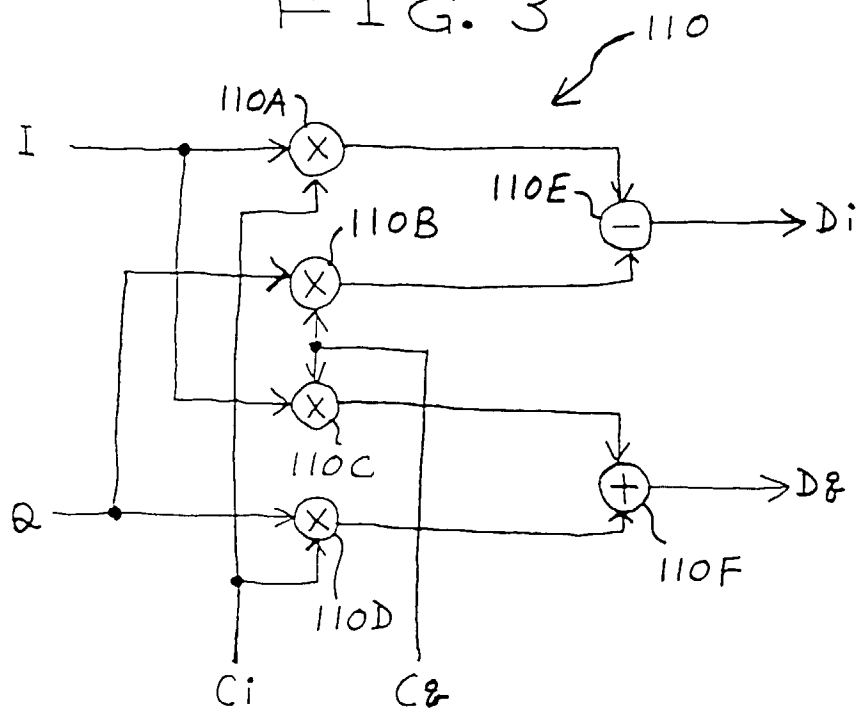 FIG. 3
110
110A
I
×
110E
110B
−
Di
×
×
110C
Q
×
+
Dq
110F
110D
Ci
Cq